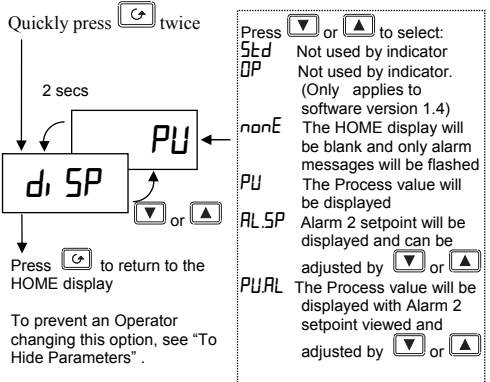 Quickly press twice
2 secs
PV
di SP
or
Press to return to the
HOME display
To prevent an Operator
changing this option, see “To
Hide Parameters” .
Press or to select:
Std Not used by indicator
OP Not used by indicator.
(Only applies to
software version 1.4)
nonE The HOME display will
be blank and only alarm
messages will be flashed
PV The Process value will
be displayed
AL.SP Alarm 2 setpoint will be
displayed and can be
adjusted by or
PV.AL The Process value will be
displayed with Alarm 2
setpoint viewed and
adjusted by or